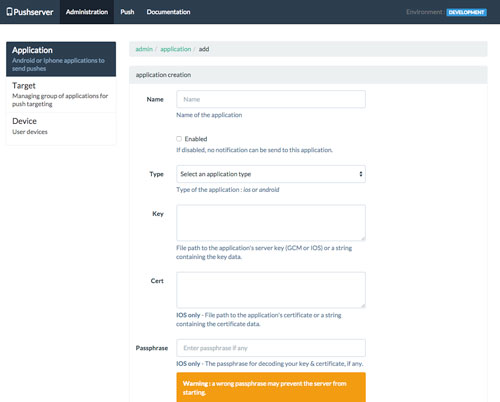 Pushserver Administration Push Documentation Environment : DEVELOPMENT
Application
Android or Iphone applications to
send pushes
Target
Managing group of applications for
push targeting
Device
User devices
admin / application / add
application creation
Name Name
Name of the application
Enabled
If disabled, no notification can be send to this application.
Type Select an application type
Type of the application : ios or android
Key
File path to the application's server key (GCM or IOS) or a string
containing the key data.
Cert
IOS only - File path to the application's certificate or a string
containing the certificate data.
Passphrase Enter passphrase if any
IOS only - The passphrase for decoding your key & certificate, if any.
Warning : a wrong passphrase may prevent the server from
starting.